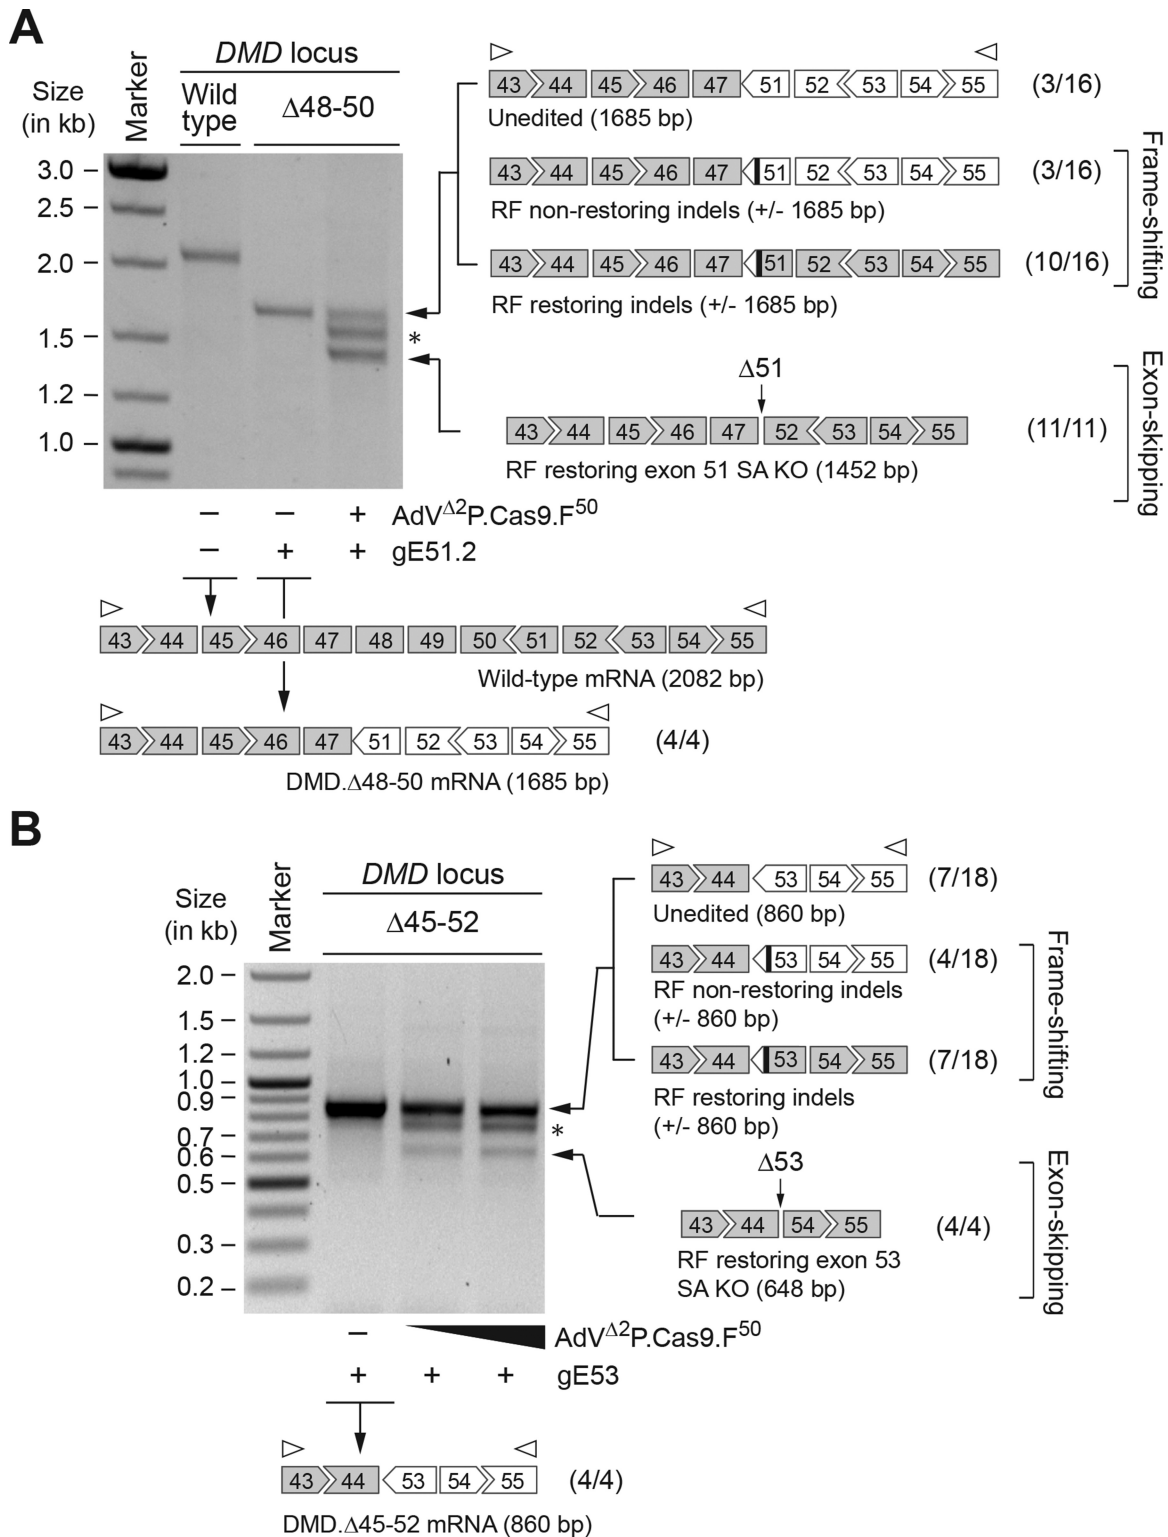 A
DMD locus
Size
(in kb)
Marker
Wild
type
Δ48-50
3.0
2.5
2.0
1.5
1.2
1.0
*
43 44 45 46 47 51 52 53 54 55 (3/16)
Unedited (1685 bp)
43 44 45 46 47 51 52 53 54 55 (3/16)
RF non-restoring indels (+/- 1685 bp)
43 44 45 46 47 51 52 53 54 55 (10/16)
RF restoring indels (+/- 1685 bp)
Frame-shifting
Δ51
43 44 45 46 47 52 53 54 55 (11/11)
RF restoring exon 51 SA KO (1452 bp)
Exon-skipping
− − + AdVΔ2P.Cas9.F50
− + + gE51.2
43 44 45 46 47 48 49 50 51 52 53 54 55
Wild-type mRNA (2082 bp)
43 44 45 46 47 51 52 53 54 55 (4/4)
DMD.Δ48-50 mRNA (1685 bp)
B
DMD locus
Size
(in kb)
Marker
Δ45-52
2.0
1.5
1.2
1.0
0.9
0.7
0.6
0.5
0.3
0.2
*
43 44 53 54 55 (7/18)
Unedited (860 bp)
43 44 53 54 55 (4/18)
RF non-restoring indels
(+/- 860 bp)
43 44 53 54 55 (7/18)
RF restoring indels
(+/- 860 bp)
Frame-shifting
Δ53
43 44 54 55 (4/4)
RF restoring exon 53
SA KO (648 bp)
Exon-skipping
− AdVΔ2P.Cas9.F50
+ + + gE53
43 44 53 54 55 (4/4)
DMD.Δ45-52 mRNA (860 bp)